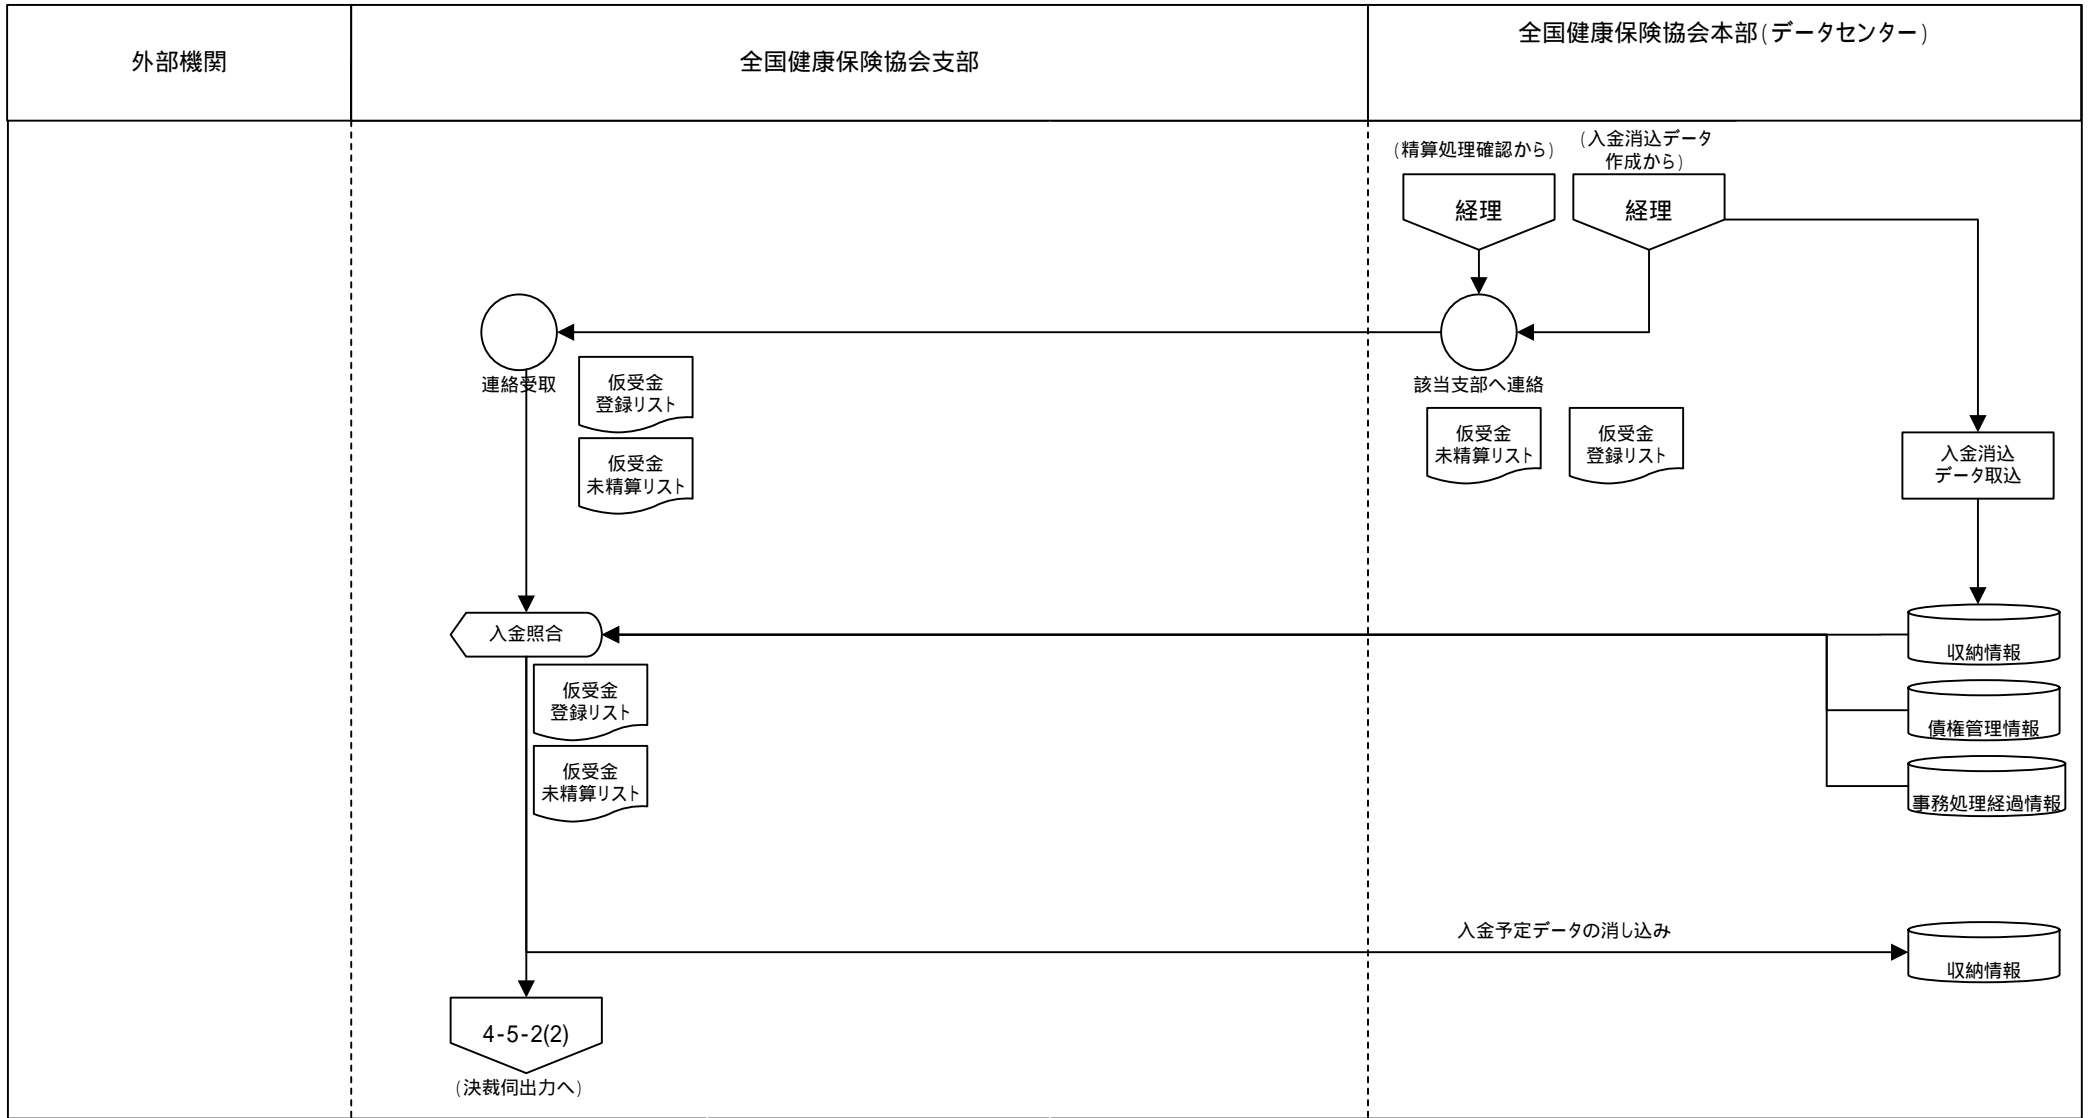 外部機関
全国健康保険協会支部
全国健康保険協会本部(データセンター)
(精算処理確認から)
(入金消込データ
作成から)
経理
経理
連絡受取
仮受金
登録リスト
仮受金
未精算リスト
該当支部へ連絡
仮受金
未精算リスト
仮受金
登録リスト
入金消込
データ取込
入金照合
仮受金
登録リスト
仮受金
未精算リスト
収納情報
債権管理情報
事務処理経過情報
入金予定データの消し込み
収納情報
4-5-2(2)
(決裁伺出力へ)